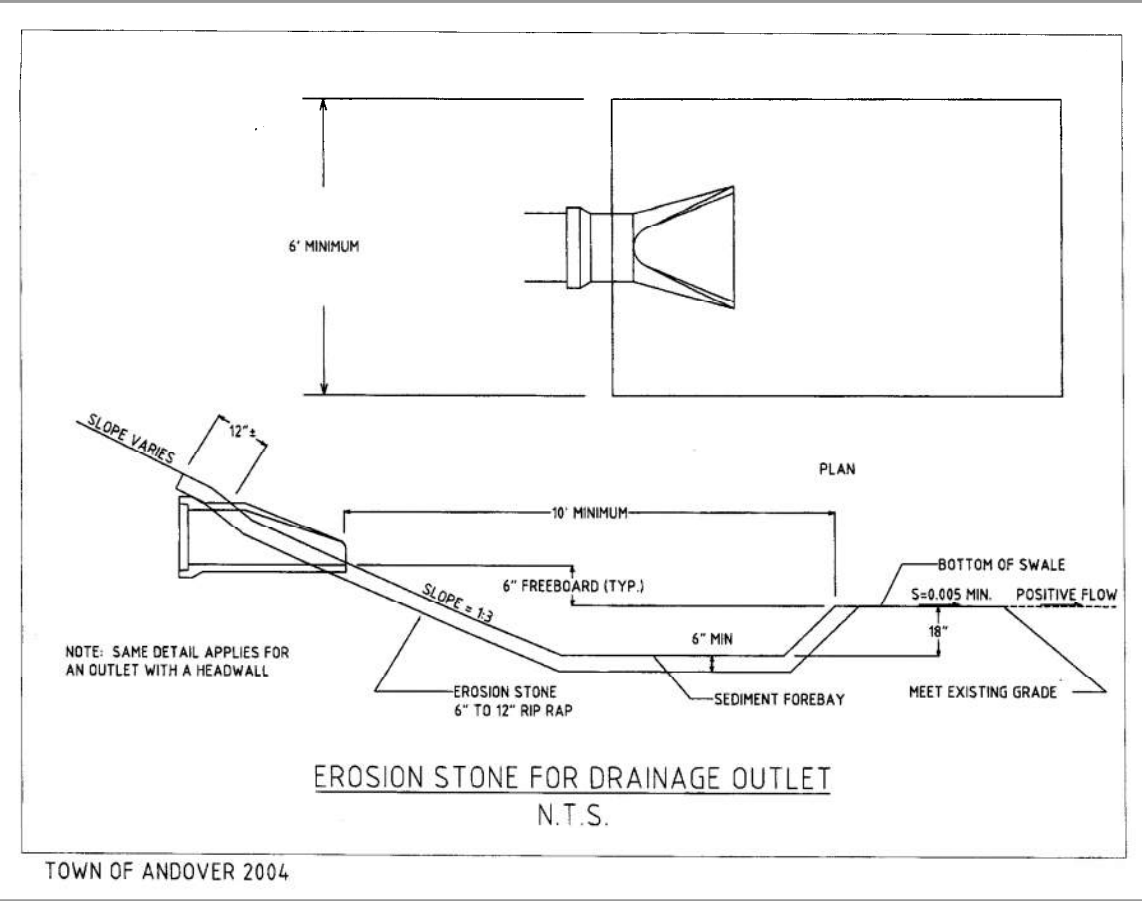 6' MINIMUM
SLOPE VARIES
12"±
PLAN
10' MINIMUM
6" FREEBOARD (TYP.)
BOTTOM OF SWALE
S=0.005 MIN.
POSITIVE FLOW
SLOPE = 1:3
6" MIN
18"
NOTE: SAME DETAIL APPLIES FOR
AN OUTLET WITH A HEADWALL
EROSION STONE
6" TO 12" RIP RAP
SEDIMENT FOREBAY
MEET EXISTING GRADE
EROSION STONE FOR DRAINAGE OUTLET
N.T.S.
TOWN OF ANDOVER 2004